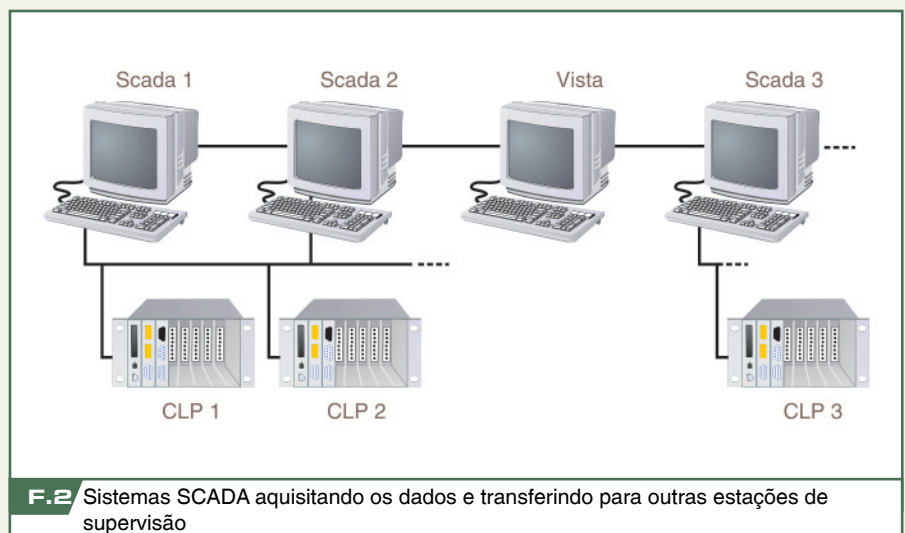 Scada 1
Scada 2
Vista
Scada 3
CLP 1
CLP 2
CLP 3
F.2 Sistemas SCADA aquisitando os dados e transferindo para outras estações de
supervisão